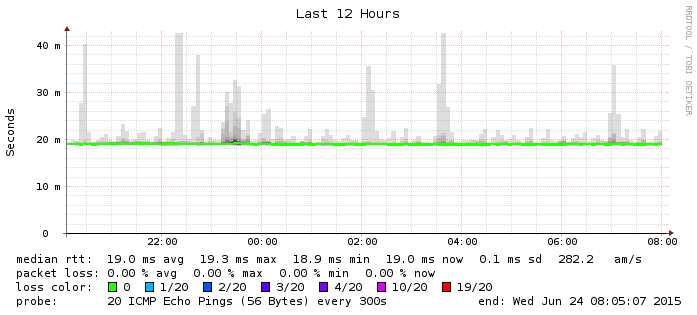 Last 12 Hours
RRDTOOL / TOBI OETIKER
Seconds
40 m
30 m
20 m
10 m
0
22:00 00:00 02:00 04:00 06:00 08:00
median rtt: 19.0 ms avg 19.3 ms max 18.9 ms min 19.0 ms now 0.1 ms sd 282.2 am/s
packet loss: 0.00 % avg 0.00 % max 0.00 % min 0.00 % now
loss color: 0 1/20 2/20 3/20 4/20 10/20 19/20
probe: 20 ICMP Echo Pings (56 Bytes) every 300s end: Wed Jun 24 08:05:07 2015